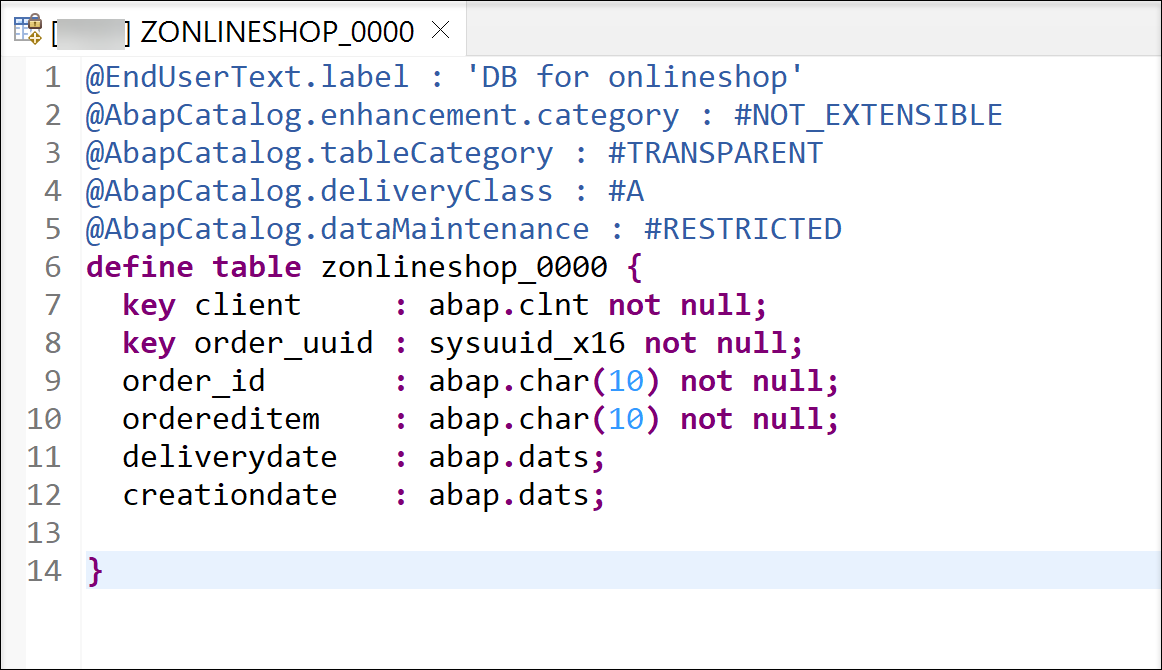 [ ] ZONLINESHOP_0000
1 @EndUserText.label : 'DB for onlineshop'
2 @AbapCatalog.enhancement.category : #NOT_EXTENSIBLE
3 @AbapCatalog.tableCategory : #TRANSPARENT
4 @AbapCatalog.deliveryClass : #A
5 @AbapCatalog.dataMaintenance : #RESTRICTED
6 define table zonlineshop_0000 {
7   key client     : abap.clnt not null;
8   key order_uuid : sysuuid_x16 not null;
9   order_id       : abap.char(10) not null;
10   ordereditem    : abap.char(10) not null;
11   deliverydate   : abap.dats;
12   creationdate   : abap.dats;
13
14 }